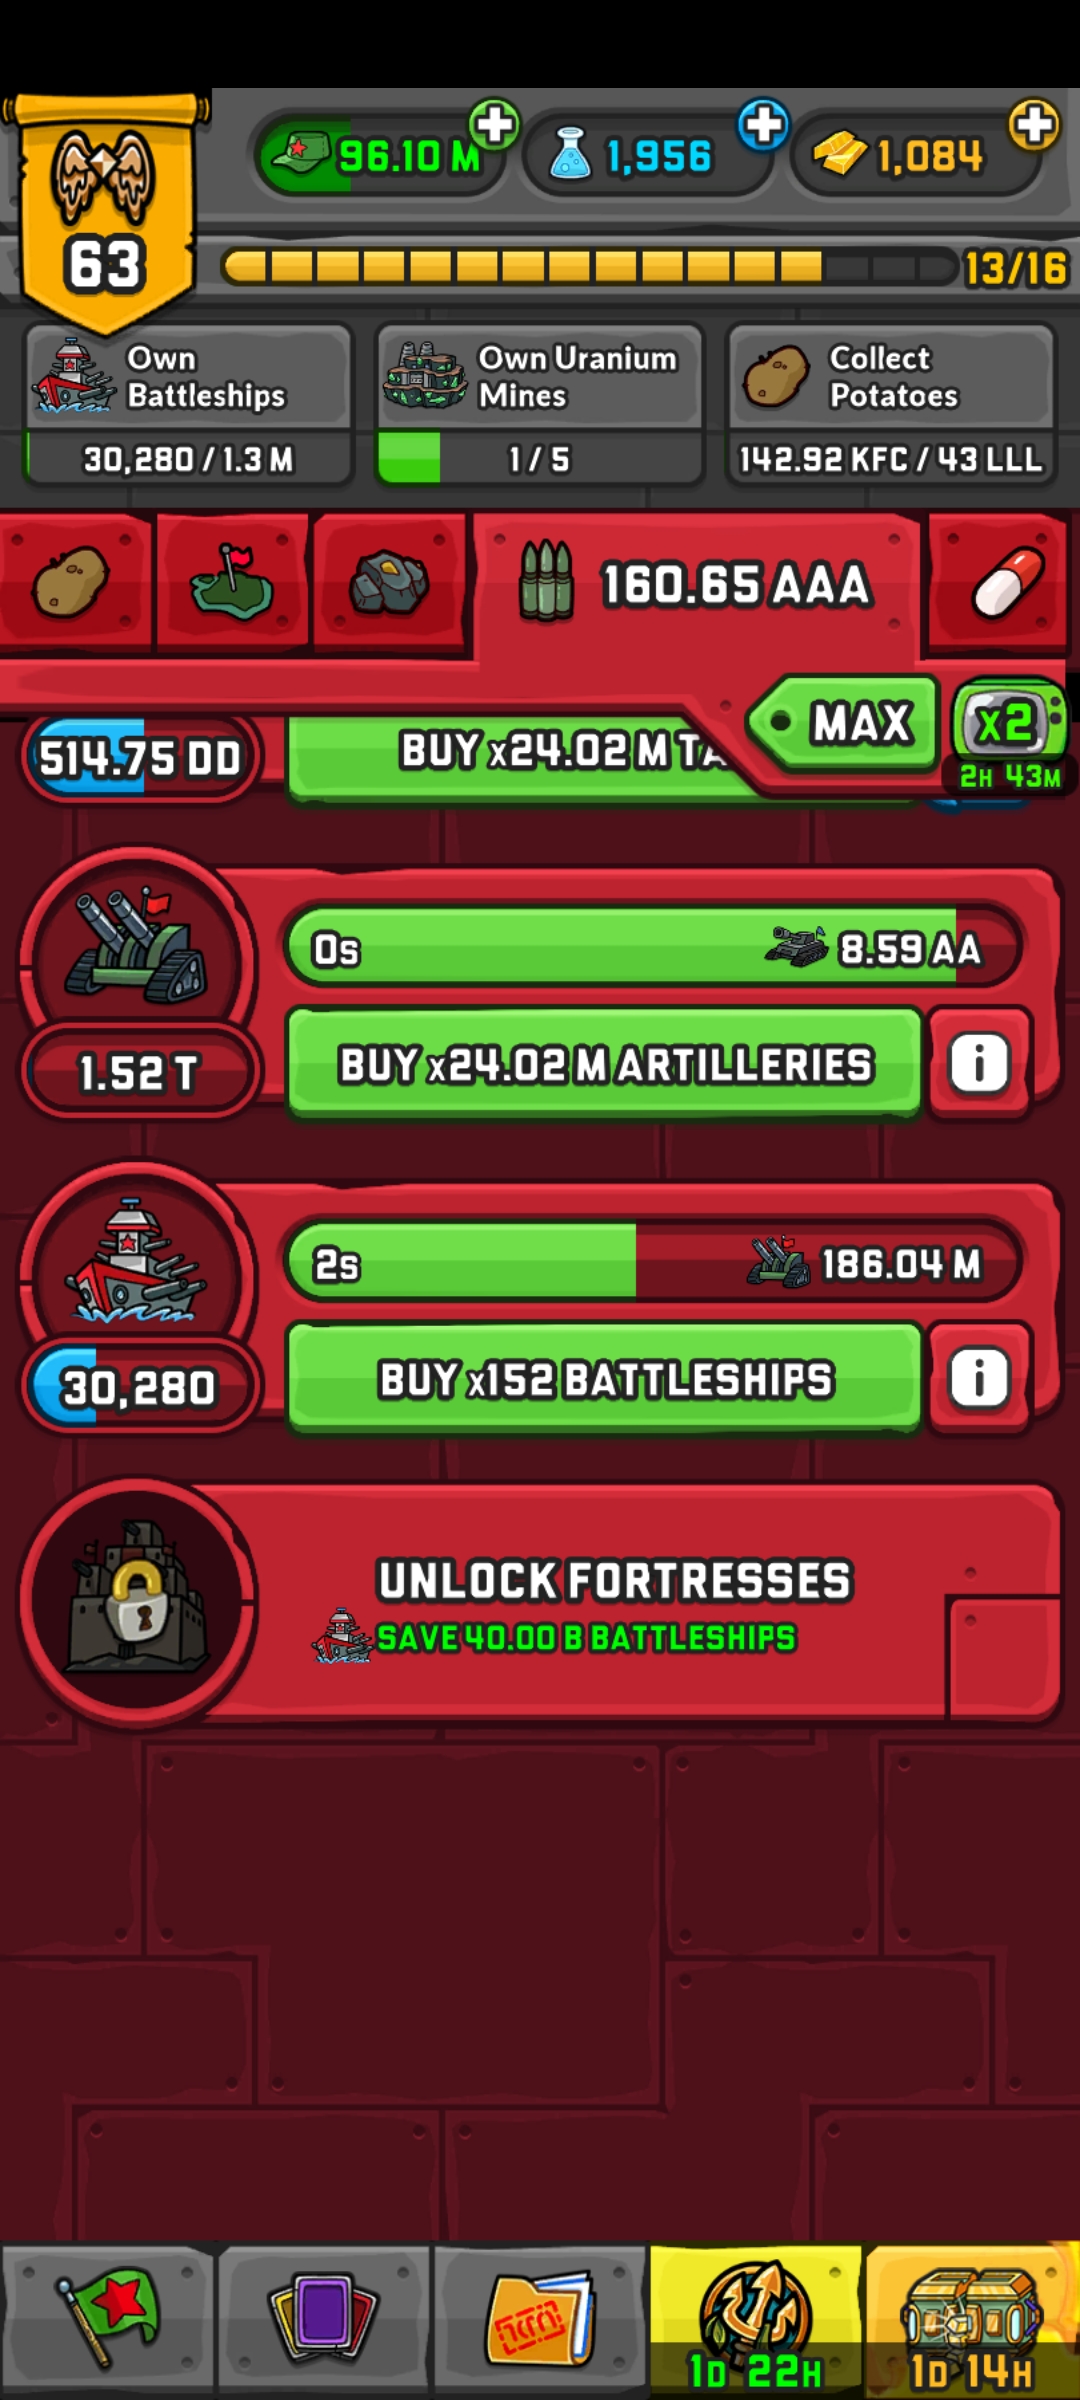 96.10 M
1,956
1,084
63
13/16
Own
Battleships
30,280 / 1.3 M
Own Uranium
Mines
1 / 5
Collect
Potatoes
142.92 KFC / 43 LLL
160.65 AAA
MAX
x2
2H 43M
514.75 DD
BUY x24.02 M TA
0s
8.59 AA
1.52 T
BUY x24.02 M ARTILLERIES
i
2s
186.04 M
30,280
BUY x152 BATTLESHIPS
i
UNLOCK FORTRESSES
SAVE 40.00 B BATTLESHIPS
1D 22H
1D 14H